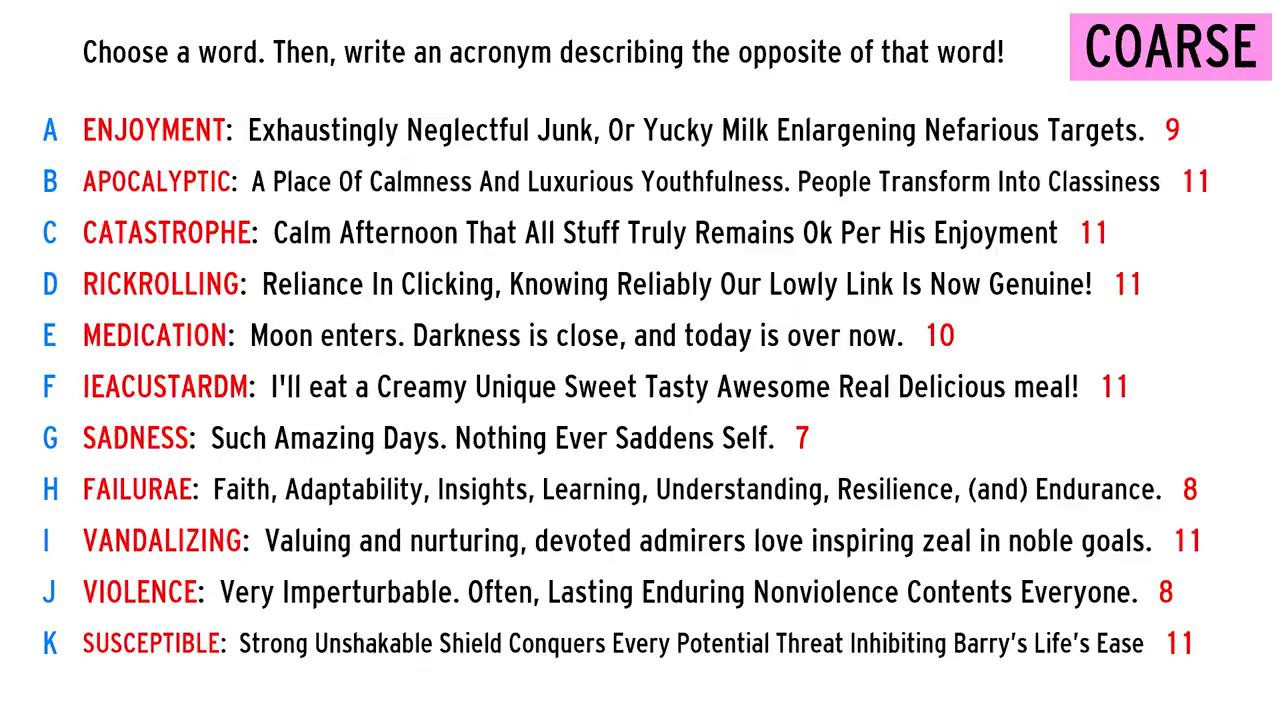 Choose a word. Then, write an acronym describing the opposite of that word!
COARSE
A ENJOYMENT: Exhaustingly Neglectful Junk, Or Yucky Milk Enlargening Nefarious Targets. 9
B APOCALYPTIC: A Place Of Calmness And Luxurious Youthfulness. People Transform Into Classiness 11
C CATASTROPHE: Calm Afternoon That All Stuff Truly Remains Ok Per His Enjoyment 11
D RICKROLLING: Reliance In Clicking, Knowing Reliably Our Lowly Link Is Now Genuine! 11
E MEDICATION: Moon enters. Darkness is close, and today is over now. 10
F IEACUSTARDM: I'll eat a Creamy Unique Sweet Tasty Awesome Real Delicious meal! 11
G SADNESS: Such Amazing Days. Nothing Ever Saddens Self. 7
H FAILURAE: Faith, Adaptability, Insights, Learning, Understanding, Resilience, (and) Endurance. 8
I VANDALIZING: Valuing and nurturing, devoted admirers love inspiring zeal in noble goals. 11
J VIOLENCE: Very Imperturbable. Often, Lasting Enduring Nonviolence Contents Everyone. 8
K SUSCEPTIBLE: Strong Unshakable Shield Conquers Every Potential Threat Inhibiting Barry’s Life’s Ease 11